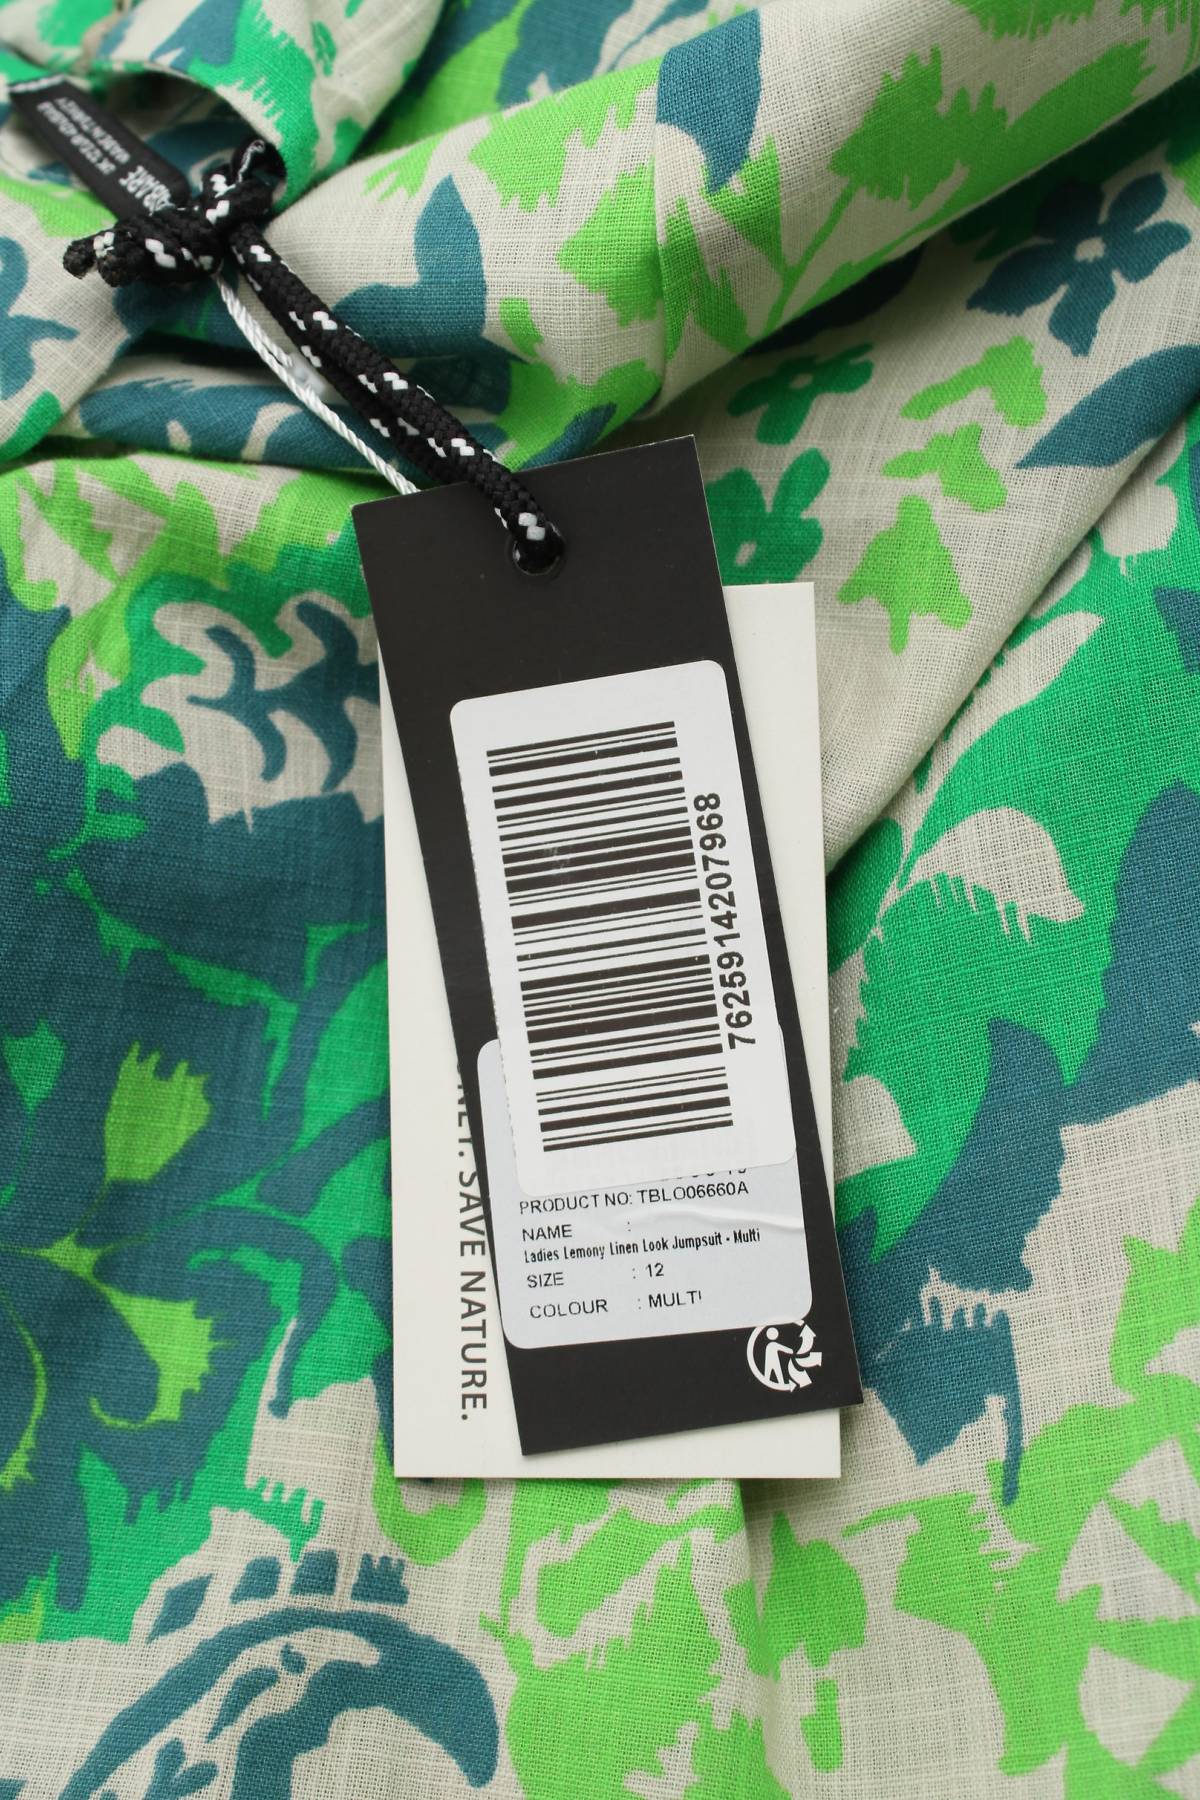 7625914207968
PRODUCT NO: TBLO06660A
NAME :
Ladies Lemony Linen Look Jumpsuit - Multi
SIZE : 12
COLOUR : MULTI
SAVE NATURE.